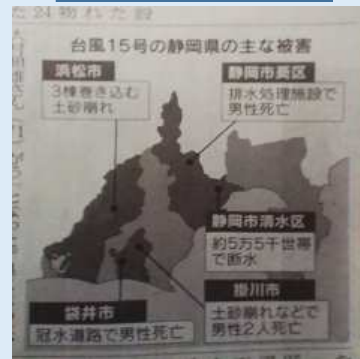 台風15号の静岡県の主な被害
浜松市
3棟巻き込む
土砂崩れ
静岡市葵区
排水処理施設で
男性死亡
静岡市清水区
約5万5千世帯
で断水
袋井市
冠水道路で男性死亡
掛川市
土砂崩れなどで
男性2人死亡